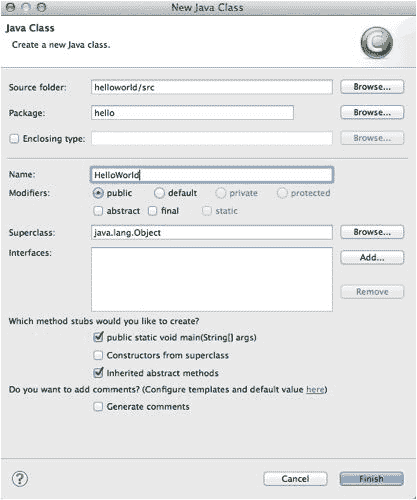 New Java Class
Java Class
Create a new Java class.
C
Source folder: helloworld/src Browse...
Package: hello Browse...
Enclosing type: Browse...
Name: HelloWorld
Modifiers: public default private protected
abstract final static
Superclass: java.lang.Object Browse...
Interfaces: Add...
Remove
Which method stubs would you like to create?
public static void main(String[] args)
Constructors from superclass
Inherited abstract methods
Do you want to add comments? (Configure templates and default value here)
Generate comments
? Cancel Finish